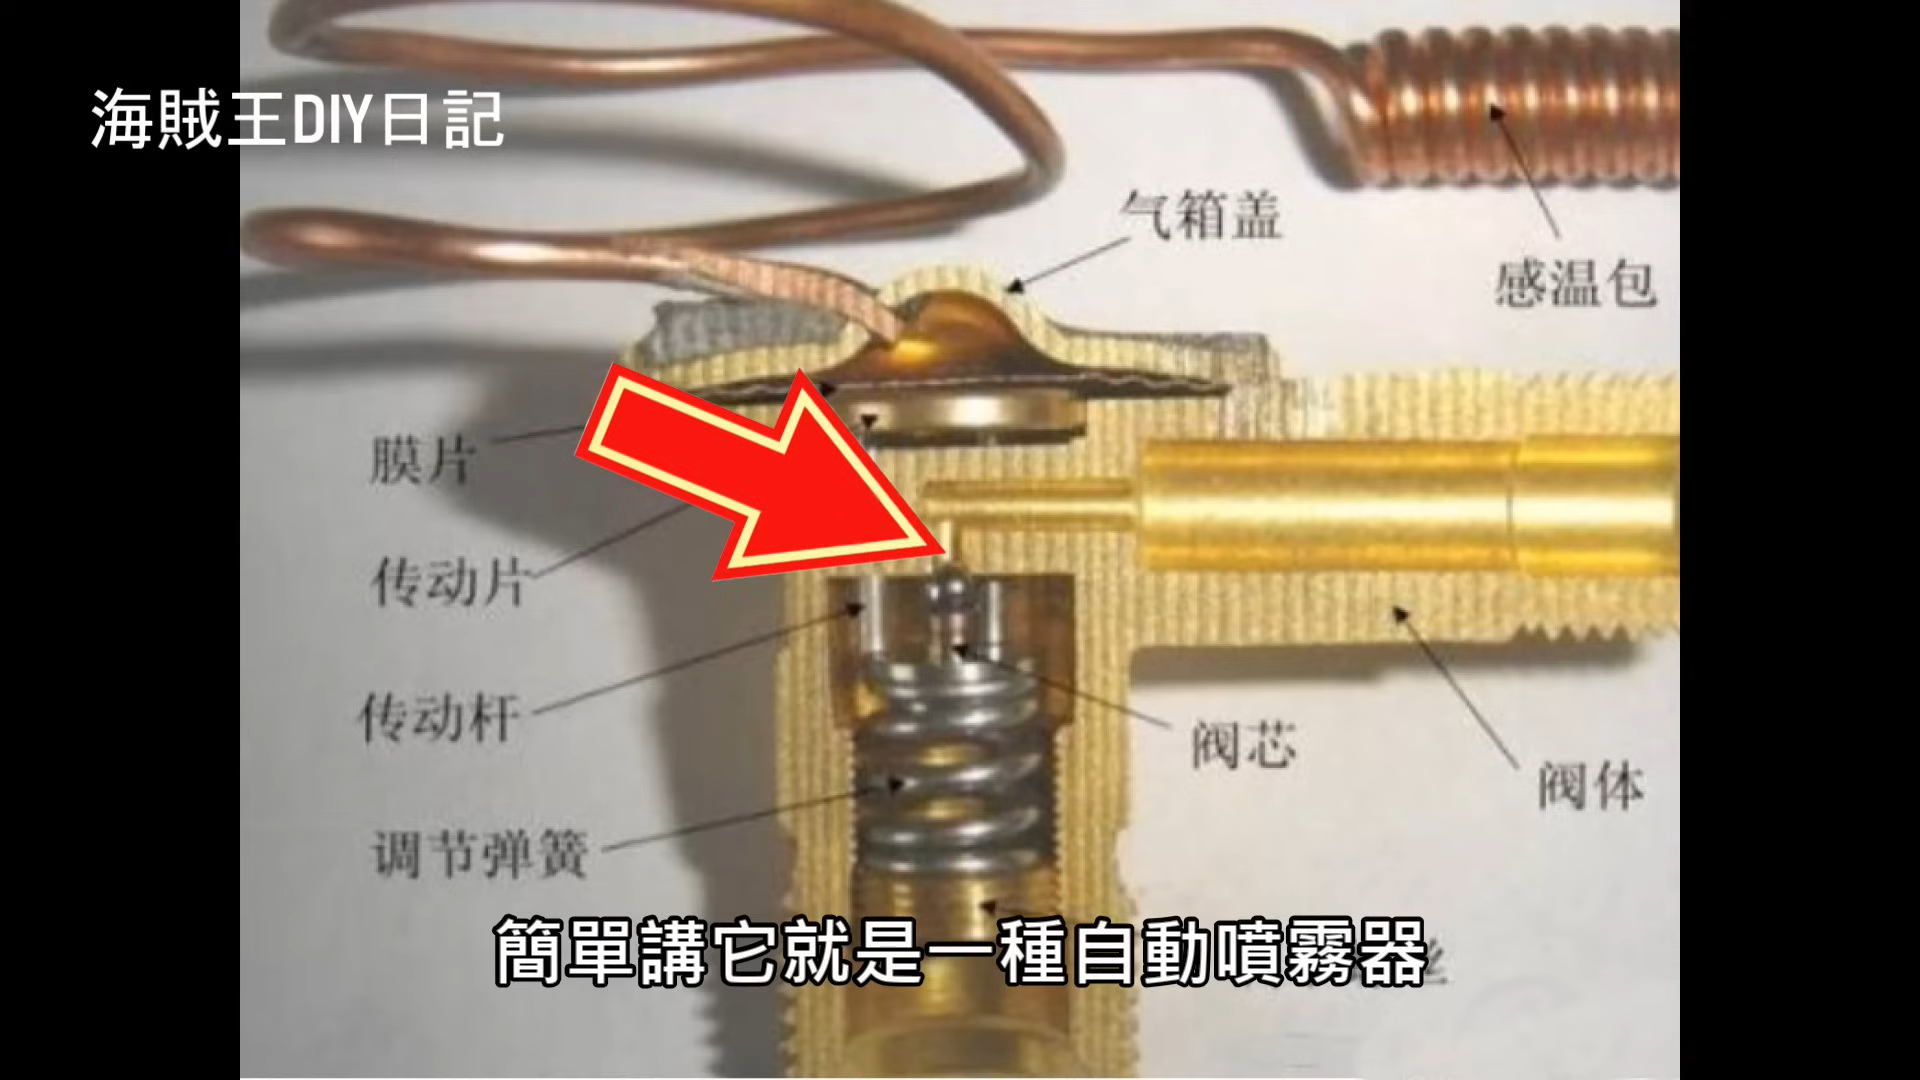 海賊王DIY日記
气箱盖
感温包
膜片
传动片
传动杆
阀芯
阀体
调节弹簧
簡單講它就是一種自動噴霧器